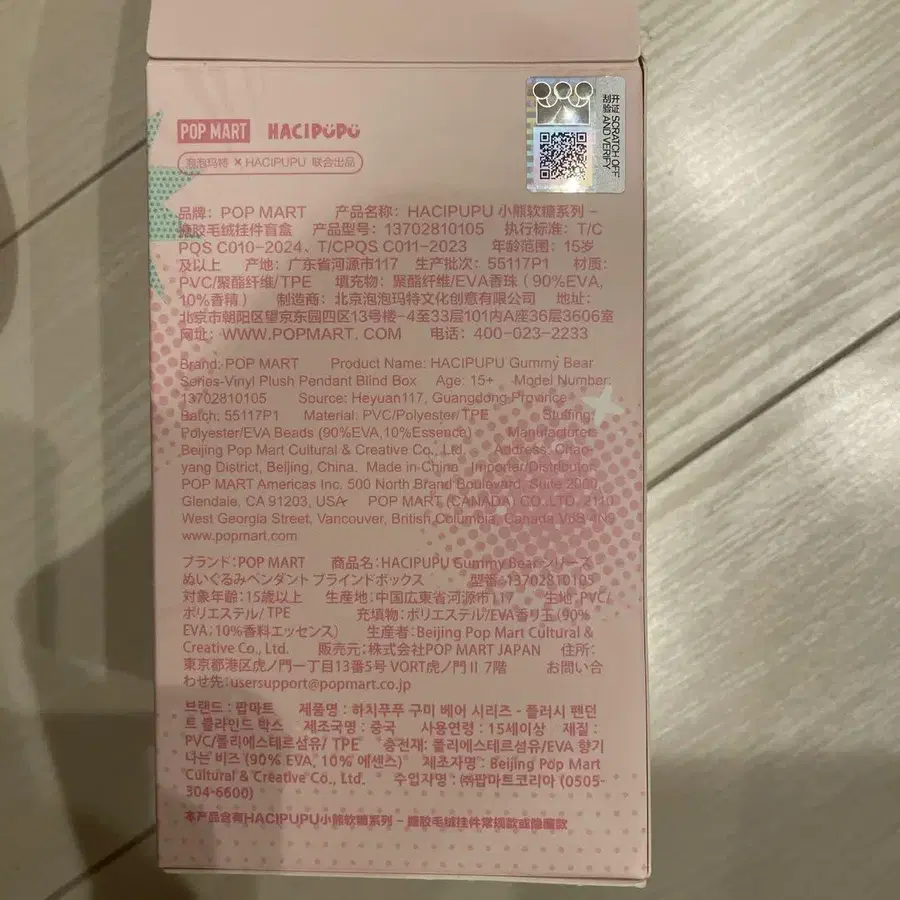 POP MART HACIPUPU
泡泡玛特 × HACIPUPU 联合出品
刮开验证 SCRATCH OFF AND VERIFY
品牌：POP MART 产品名称：HACIPUPU 小熊软糖系列 –
搪胶毛绒挂件盲盒 产品型号：13702810105 执行标准：T/C
PQS C010-2024、T/CPQS C011-2023 年龄范围：15岁
及以上 产地：广东省河源市117 生产批次：55117P1 材质：
PVC/聚酯纤维/TPE 填充物：聚酯纤维/EVA香珠（90%EVA,
10%香精） 制造商：北京泡泡玛特文化创意有限公司 地址：
北京市朝阳区望京东园四区13号楼-4至33层101内A座36层3606室
网址：WWW.POPMART.COM 电话：400-023-2233
Brand: POP MART Product Name: HACIPUPU Gummy Bear
Series-Vinyl Plush Pendant Blind Box Age: 15+ Model Number:
13702810105 Source: Heyuan117, Guangdong Province
Batch: 55117P1 Material: PVC/Polyester/TPE Stuffing:
Polyester/EVA Beads (90%EVA,10%Essence) Manufacturer:
Beijing Pop Mart Cultural & Creative Co., Ltd. Address: Chao-
yang District, Beijing, China. Made in China Importer/Distributor:
POP MART Americas Inc. 500 North Brand Boulevard, Suite 2000,
Glendale, CA 91203, USA POP MART (CANADA) CO.,LTD. 2110
West Georgia Street, Vancouver, British Columbia, Canada V6B 4N9
www.popmart.com
ブランド：POP MART 商品名：HACIPUPU Gummy Bear シリーズ
ぬいぐるみペンダント ブラインドボックス 型番：13702810105
対象年齢：15歳以上 生産地：中国広東省河源市117 生地：PVC/
ポリエステル/ TPE 充填物：ポリエステル/EVA香り玉（90%
EVA、10%香料エッセンス） 生産者：Beijing Pop Mart Cultural &
Creative Co., Ltd. 販売元：株式会社POP MART JAPAN 住所：
東京都港区虎ノ門一丁目13番5号 VORT虎ノ門 II 7階 お問い合
わせ先：usersupport@popmart.co.jp
브랜드 : 팝마트 제품명 : 하치푸푸 구미 베어 시리즈 - 플러시 팬던
트 블라인드 박스 제조국명 : 중국 사용연령 : 15세이상 재질 :
PVC/폴리에스테르섬유/ TPE 충전재: 폴리에스테르섬유/EVA 향기
나는 비즈 (90% EVA, 10% 에센스) 제조자명 : Beijing Pop Mart
Cultural & Creative Co., Ltd. 수입자명 : ㈜팝마트코리아 (0505-
304-6600)
本产品含有HACIPUPU小熊软糖系列 – 搪胶毛绒挂件常规款或隐藏款